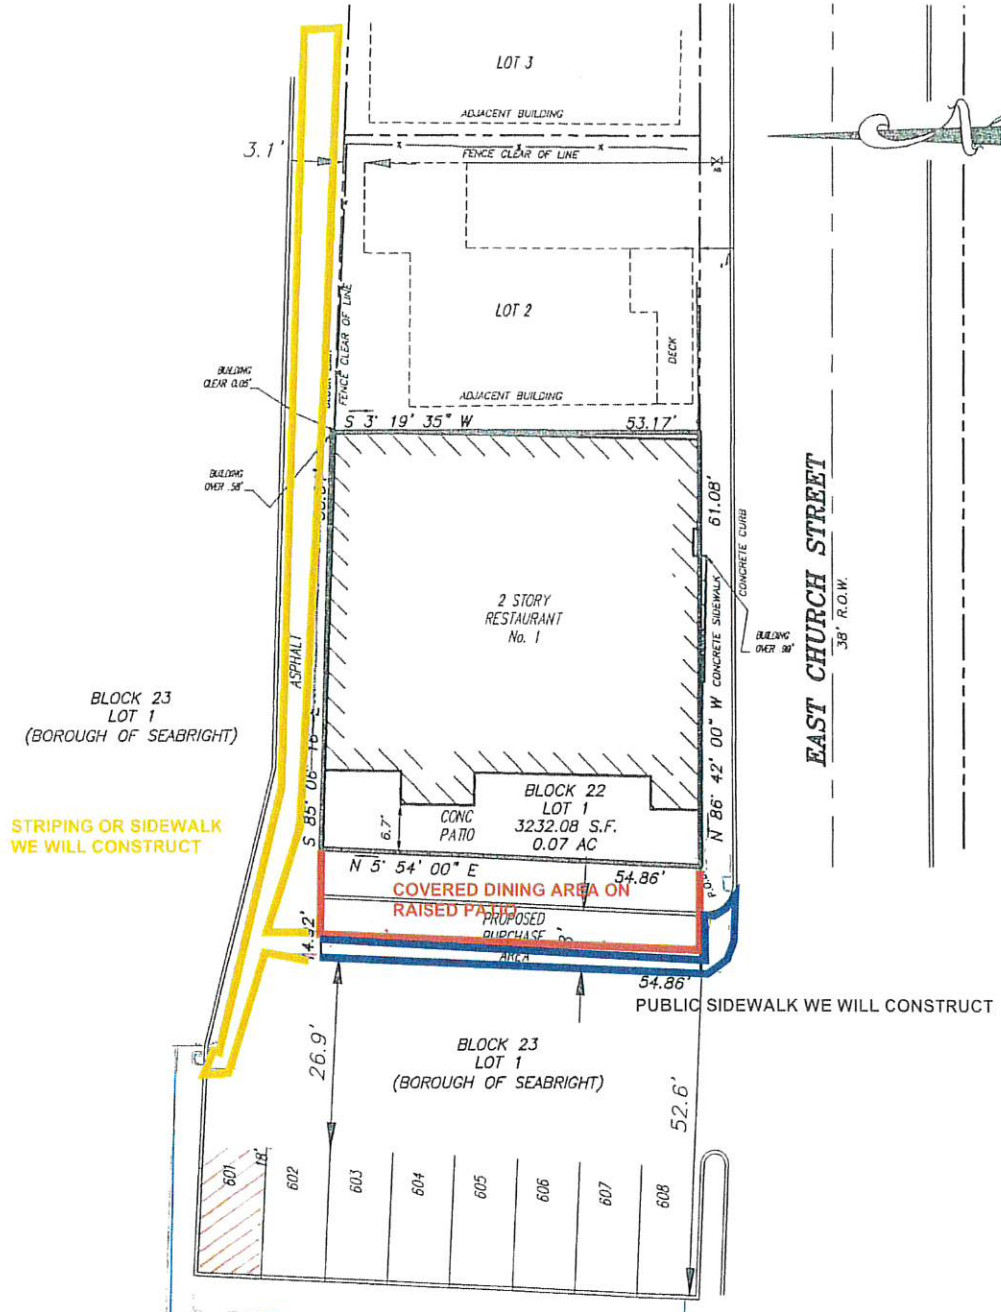 LOT 3
ADJACENT BUILDING
3.1'
FENCE CLEAR OF LINE
LOT 2
FENCE CLEAR OF LINE
DECK
BUILDING
CLEAR 0.05'
ADJACENT BUILDING
S 3° 19' 35" W
53.17'
BUILDING
OVER .58'
61.08'
CONCRETE CURB
EAST CHURCH STREET
38' R.O.W.
2 STORY
RESTAURANT
No. 1
CONCRETE SIDEWALK
BUILDING
OVER .99'
ASPHALT
BLOCK 23
LOT 1
(BOROUGH OF SEABRIGHT)
N 86° 42' 00" W
BLOCK 22
LOT 1
3232.08 S.F.
0.07 AC
CONC
PATIO
6.7'
STRIPING OR SIDEWALK
WE WILL CONSTRUCT
N 5° 54' 00" E
54.86'
COVERED DINING AREA ON
RAISED PATIO
PROPOSED
PURCHASE
AREA
54.86'
PUBLIC SIDEWALK WE WILL CONSTRUCT
26.9'
BLOCK 23
LOT 1
(BOROUGH OF SEABRIGHT)
52.6'
18'
601
602
603
604
605
606
607
608